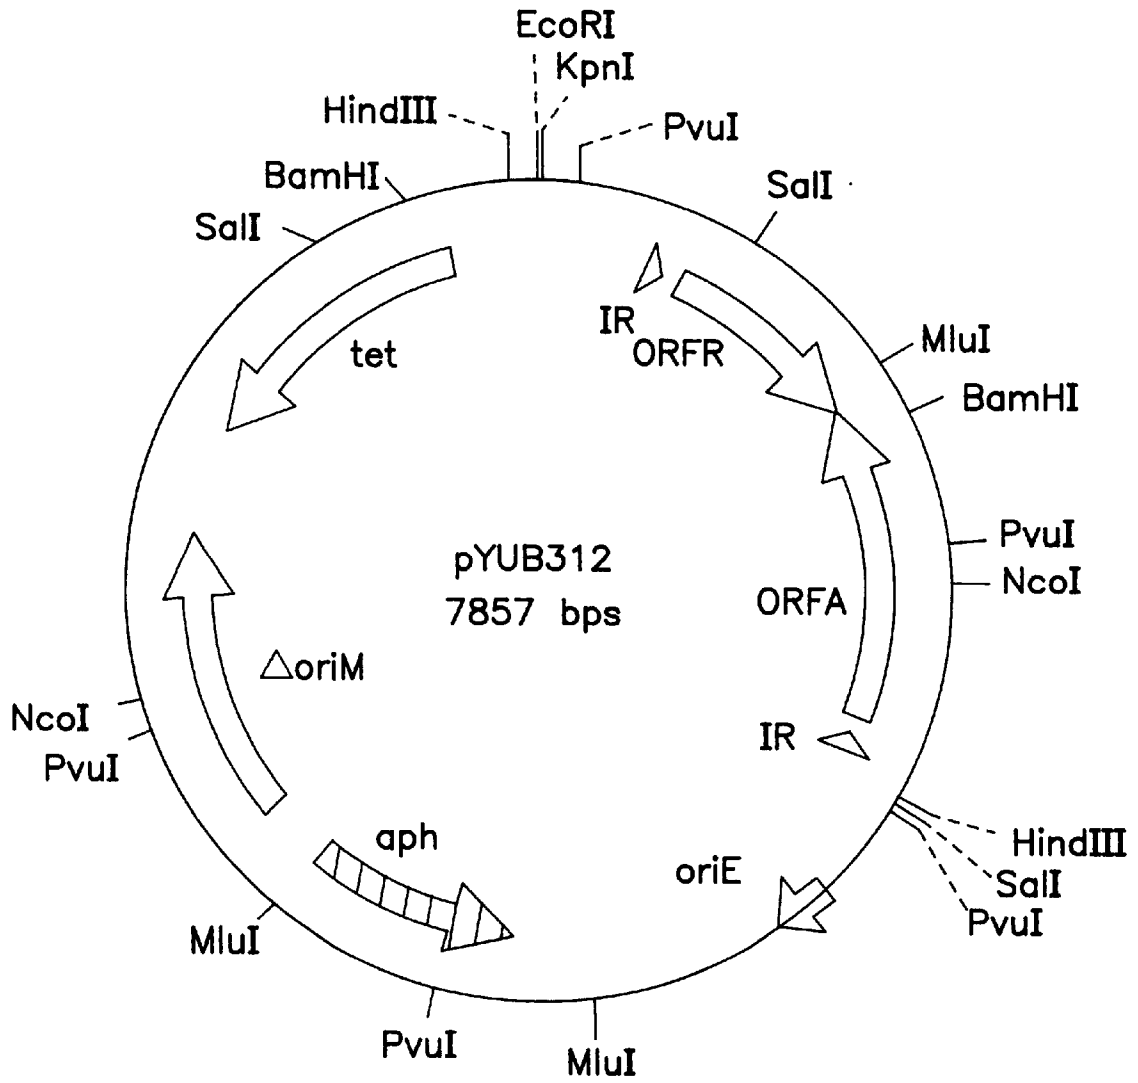 EcoRI
KpnI
HindIII
PvuI
BamHI
SalI
SalI
IR
ORFR
tet
MluI
BamHI
pYUB312
7857 bps
PvuI
NcoI
ORFA
△oriM
NcoI
PvuI
IR
aph
oriE
HindIII
SalI
PvuI
MluI
PvuI
MluI